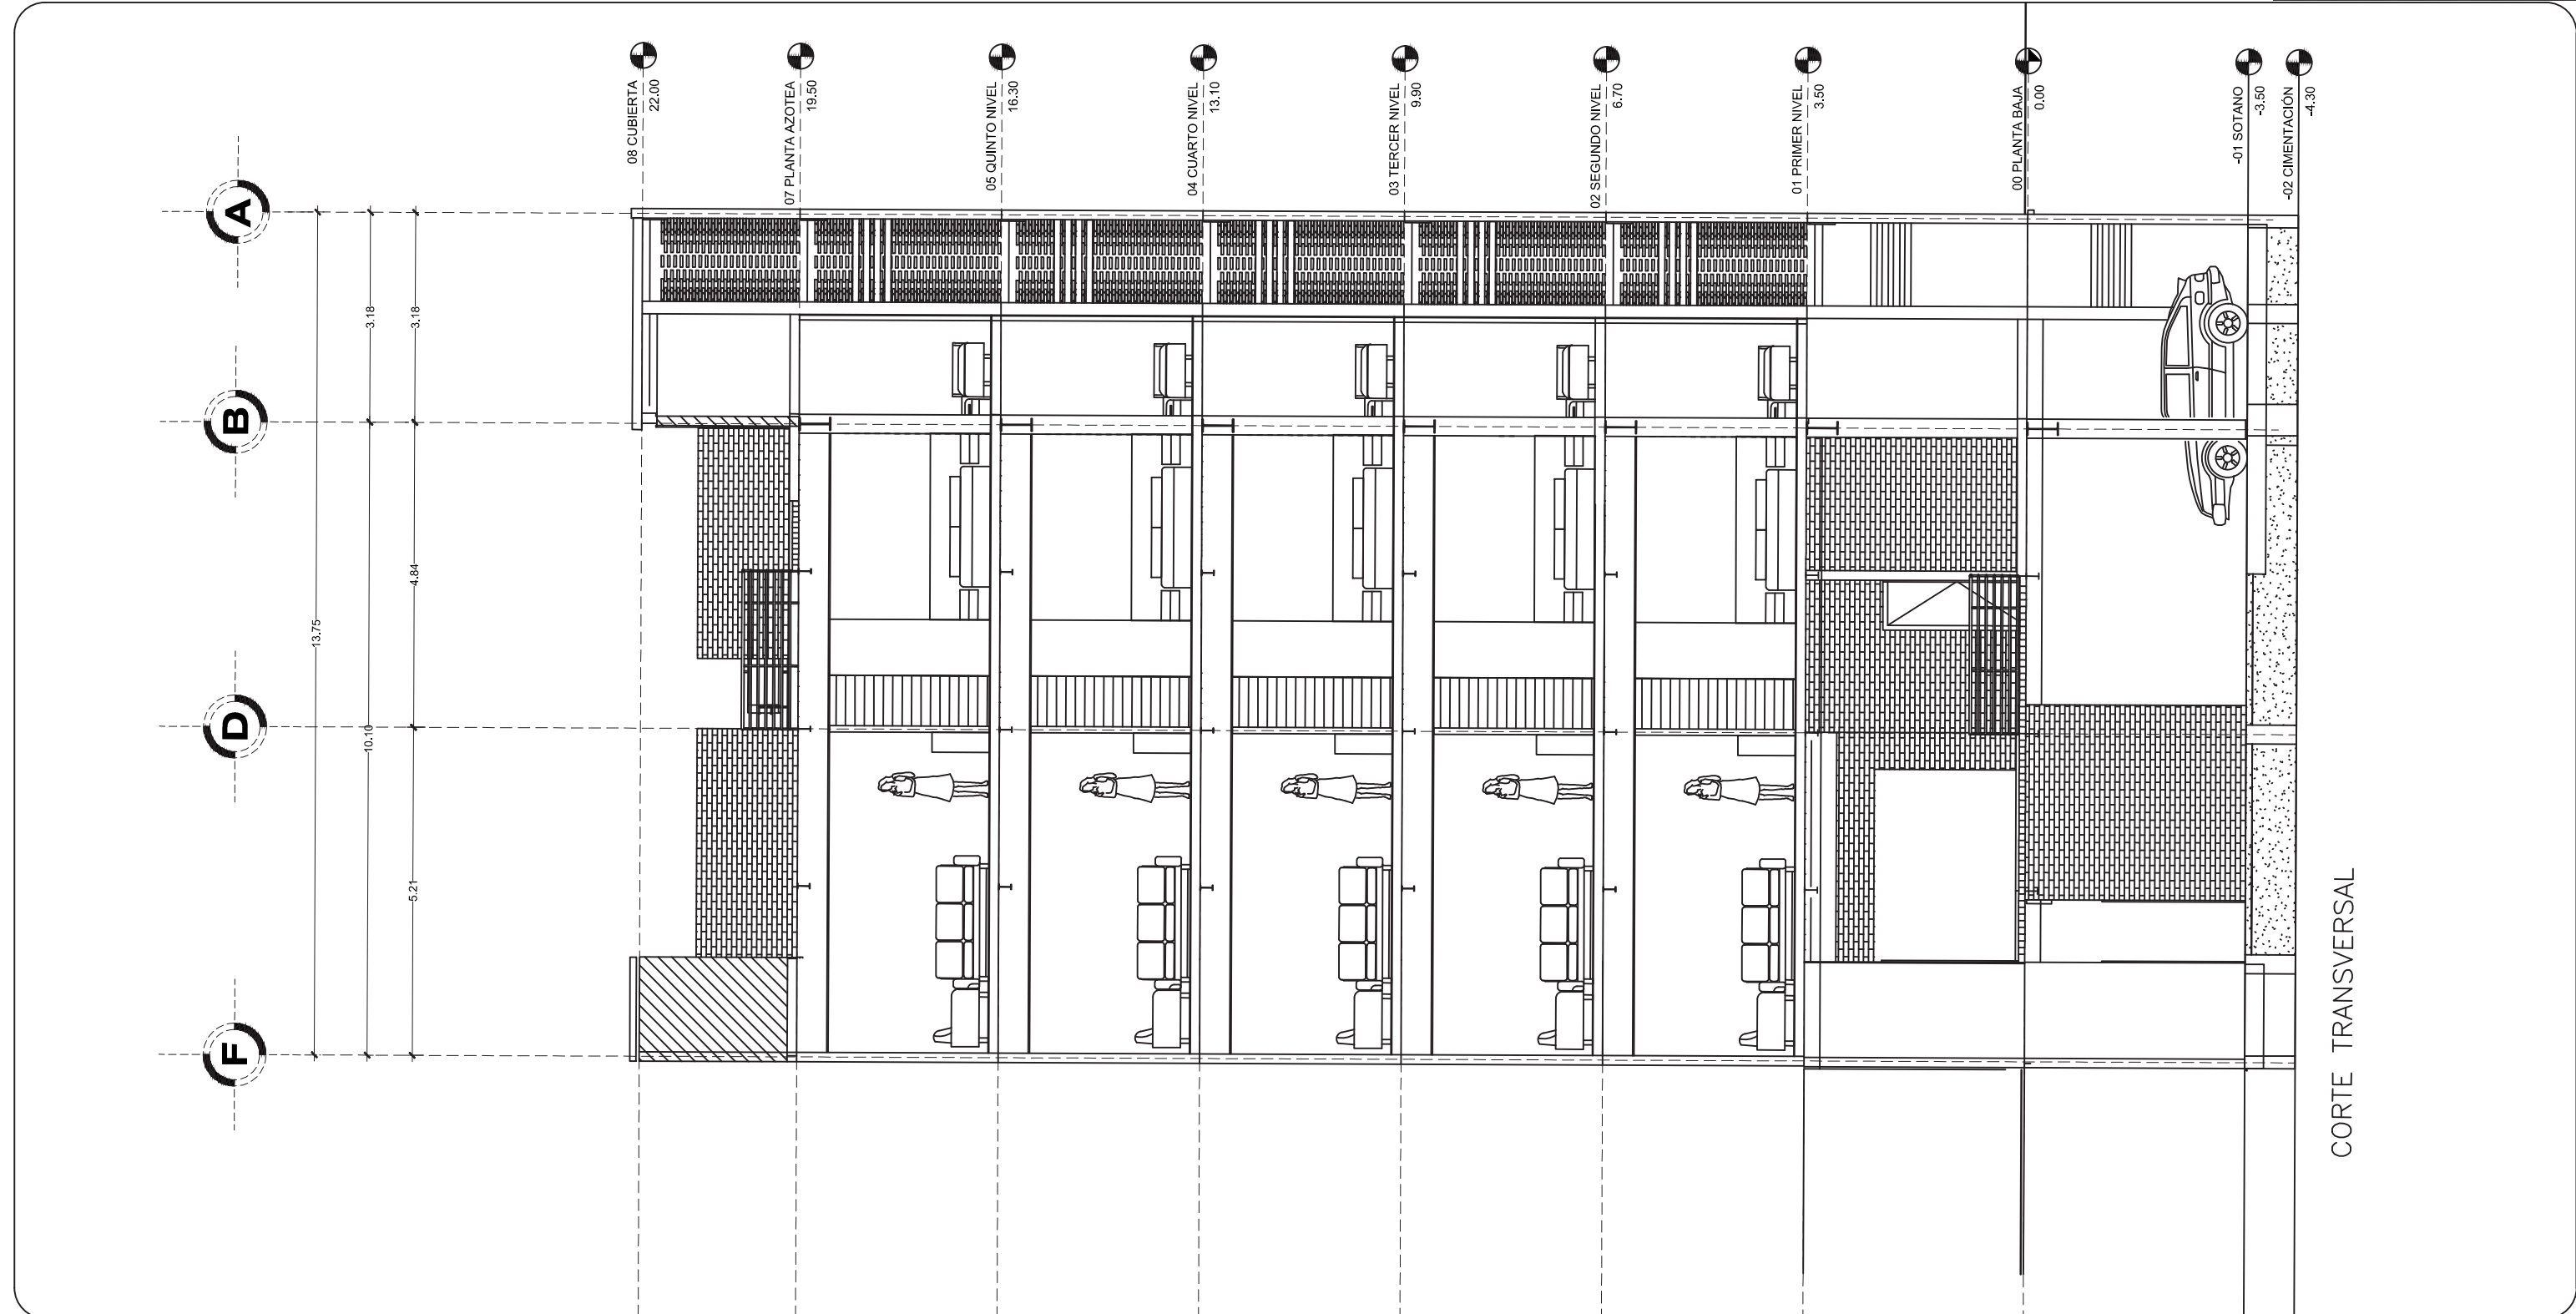 A
B
D
F
13.75
3.18
10.10
3.18
4.84
5.21
08 CUBIERTA
22.00
07 PLANTA AZOTEA
19.50
05 QUINTO NIVEL
16.30
04 CUARTO NIVEL
13.10
03 TERCER NIVEL
9.90
02 SEGUNDO NIVEL
6.70
01 PRIMER NIVEL
3.50
00 PLANTA BAJA
0.00
-01 SOTANO
-3.50
-02 CIMENTACIÓN
-4.30
CORTE TRANSVERSAL